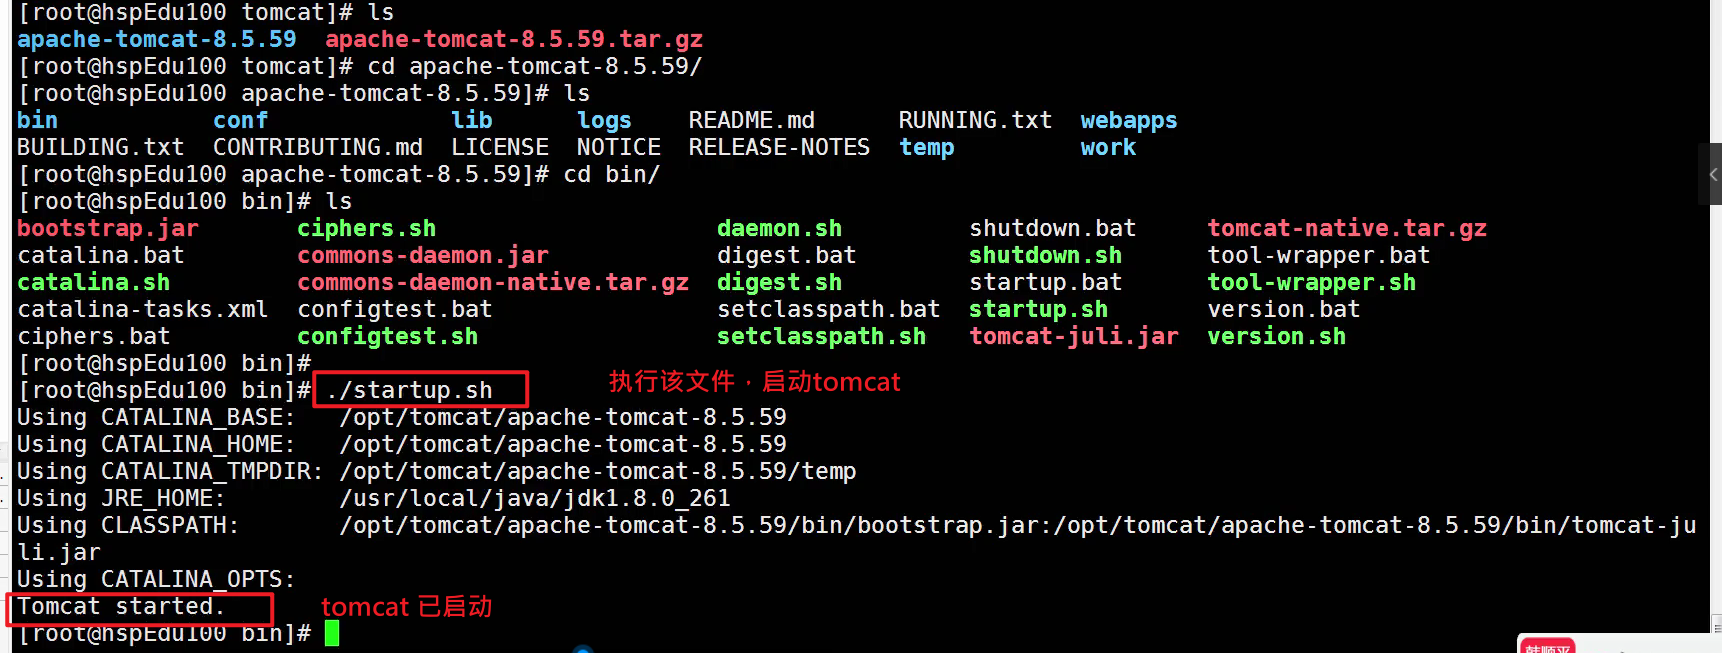 [root@hspEdu100 tomcat]# ls
apache-tomcat-8.5.59  apache-tomcat-8.5.59.tar.gz
[root@hspEdu100 tomcat]# cd apache-tomcat-8.5.59/
[root@hspEdu100 apache-tomcat-8.5.59]# ls
bin           conf             lib      logs    README.md      RUNNING.txt  webapps
BUILDING.txt  CONTRIBUTING.md  LICENSE  NOTICE  RELEASE-NOTES  temp         work
[root@hspEdu100 apache-tomcat-8.5.59]# cd bin/
[root@hspEdu100 bin]# ls
bootstrap.jar       ciphers.sh                    daemon.sh         shutdown.bat     tomcat-native.tar.gz
catalina.bat        commons-daemon.jar            digest.bat        shutdown.sh      tool-wrapper.bat
catalina.sh         commons-daemon-native.tar.gz  digest.sh         startup.bat      tool-wrapper.sh
catalina-tasks.xml  configtest.bat                setclasspath.bat  startup.sh       version.bat
ciphers.bat         configtest.sh                 setclasspath.sh   tomcat-juli.jar  version.sh
[root@hspEdu100 bin]#
[root@hspEdu100 bin]# ./startup.sh 执行该文件，启动tomcat
Using CATALINA_BASE:   /opt/tomcat/apache-tomcat-8.5.59
Using CATALINA_HOME:   /opt/tomcat/apache-tomcat-8.5.59
Using CATALINA_TMPDIR: /opt/tomcat/apache-tomcat-8.5.59/temp
Using JRE_HOME:        /usr/local/java/jdk1.8.0_261
Using CLASSPATH:       /opt/tomcat/apache-tomcat-8.5.59/bin/bootstrap.jar:/opt/tomcat/apache-tomcat-8.5.59/bin/tomcat-ju
li.jar
Using CATALINA_OPTS:
Tomcat started. tomcat 已启动
[root@hspEdu100 bin]#
韩顺平